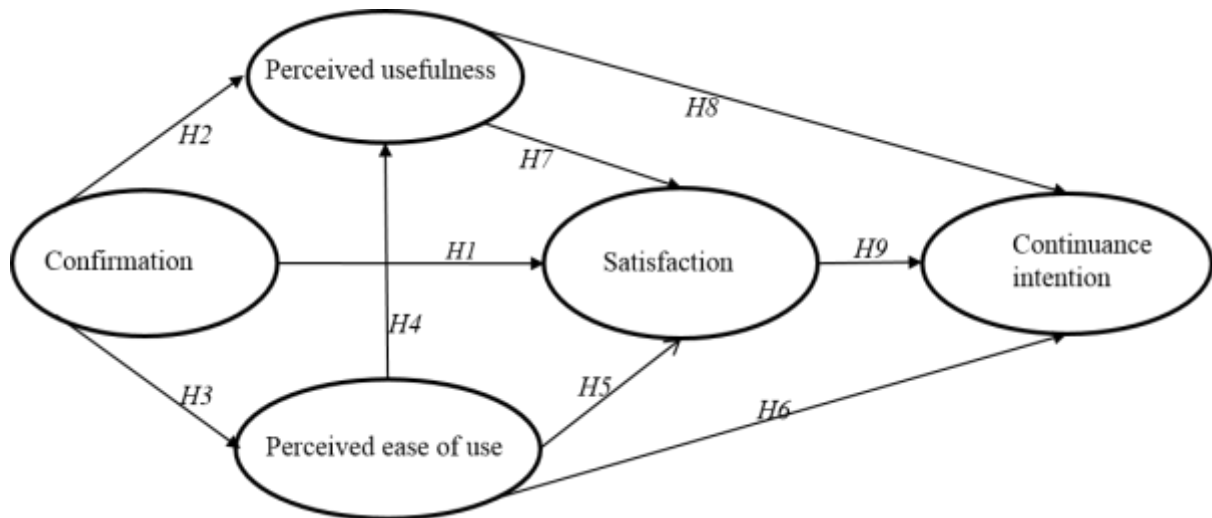 Perceived usefulness
H8
H2
H7
Confirmation
H1
Satisfaction
H9
Continuance
intention
H4
H3
H5
H6
Perceived ease of use